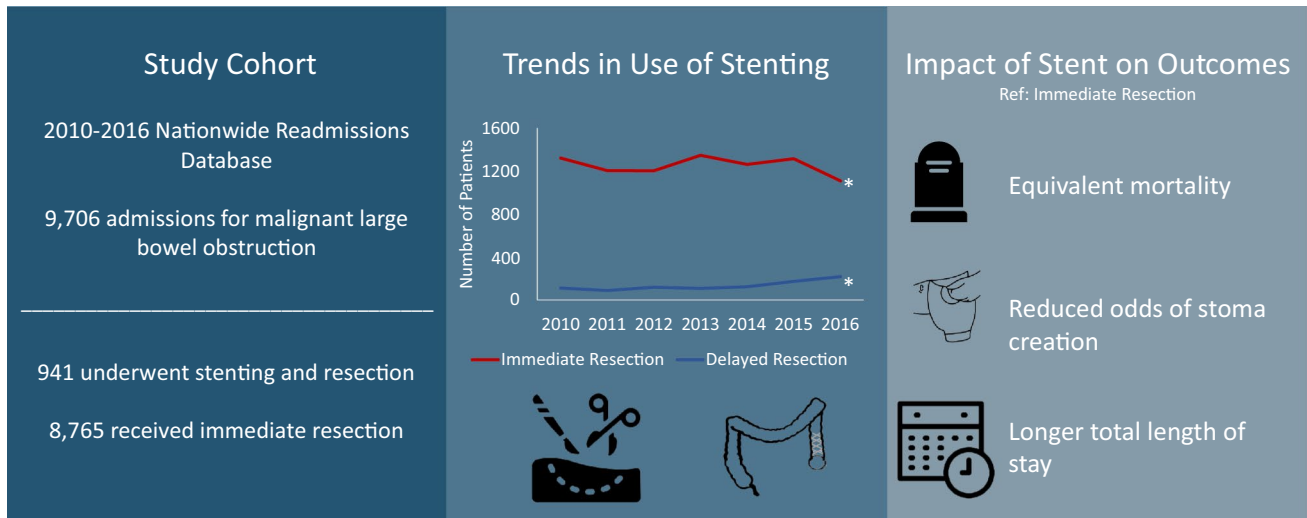 Study Cohort
2010-2016 Nationwide Readmissions
Database
9,706 admissions for malignant large
bowel obstruction
941 underwent stenting and resection
8,765 received immediate resection
Trends in Use of Stenting
Number of Patients
1600
1200
800
400
0
*
*
2010 2011 2012 2013 2014 2015 2016
Immediate Resection Delayed Resection
Impact of Stent on Outcomes
Ref: Immediate Resection
Equivalent mortality
Reduced odds of stoma
creation
Longer total length of
stay